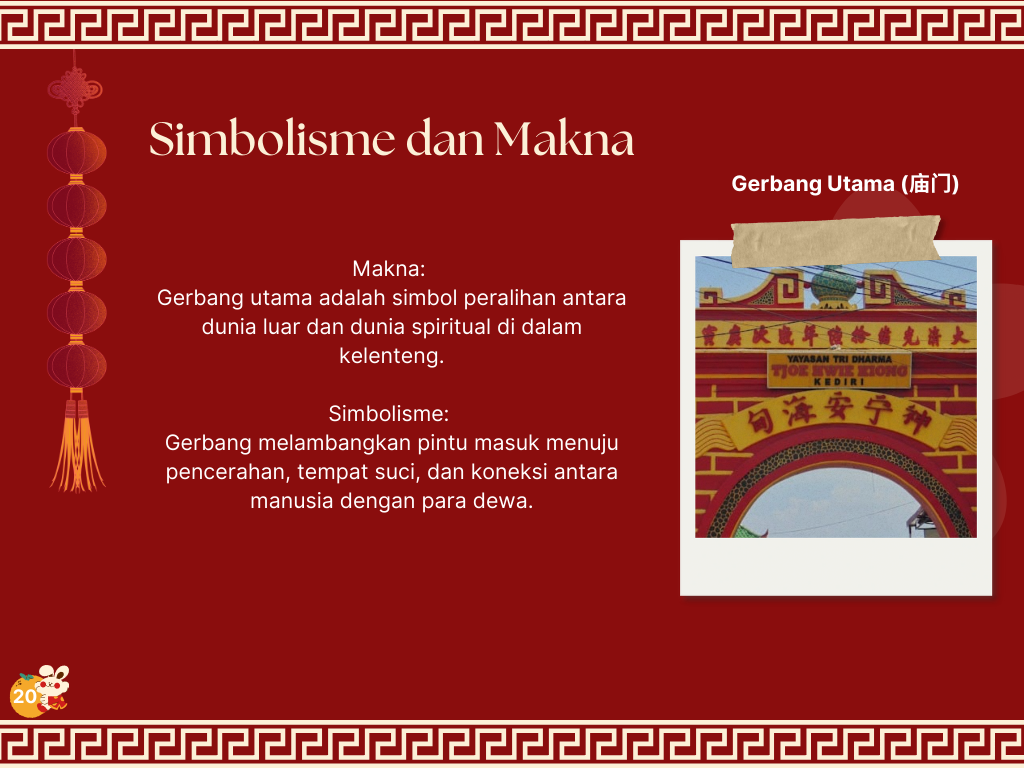 Simbolisme dan Makna
Gerbang Utama (庙门)
Makna:
Gerbang utama adalah simbol peralihan antara
dunia luar dan dunia spiritual di dalam
kelenteng.
Simbolisme:
Gerbang melambangkan pintu masuk menuju
pencerahan, tempat suci, dan koneksi antara
manusia dengan para dewa.
YAYASAN TRI DHARMA
TJOE HWIE KIONG
KEDIRI
甸海安宁神
20